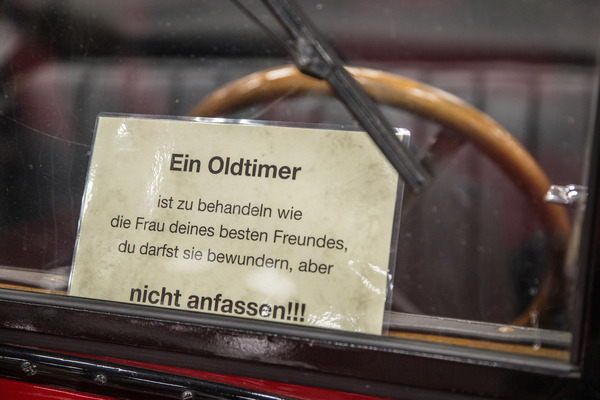 Ein Oldtimer
ist zu behandeln wie
die Frau deines besten Freundes,
du darfst sie bewundern, aber
nicht anfassen!!!